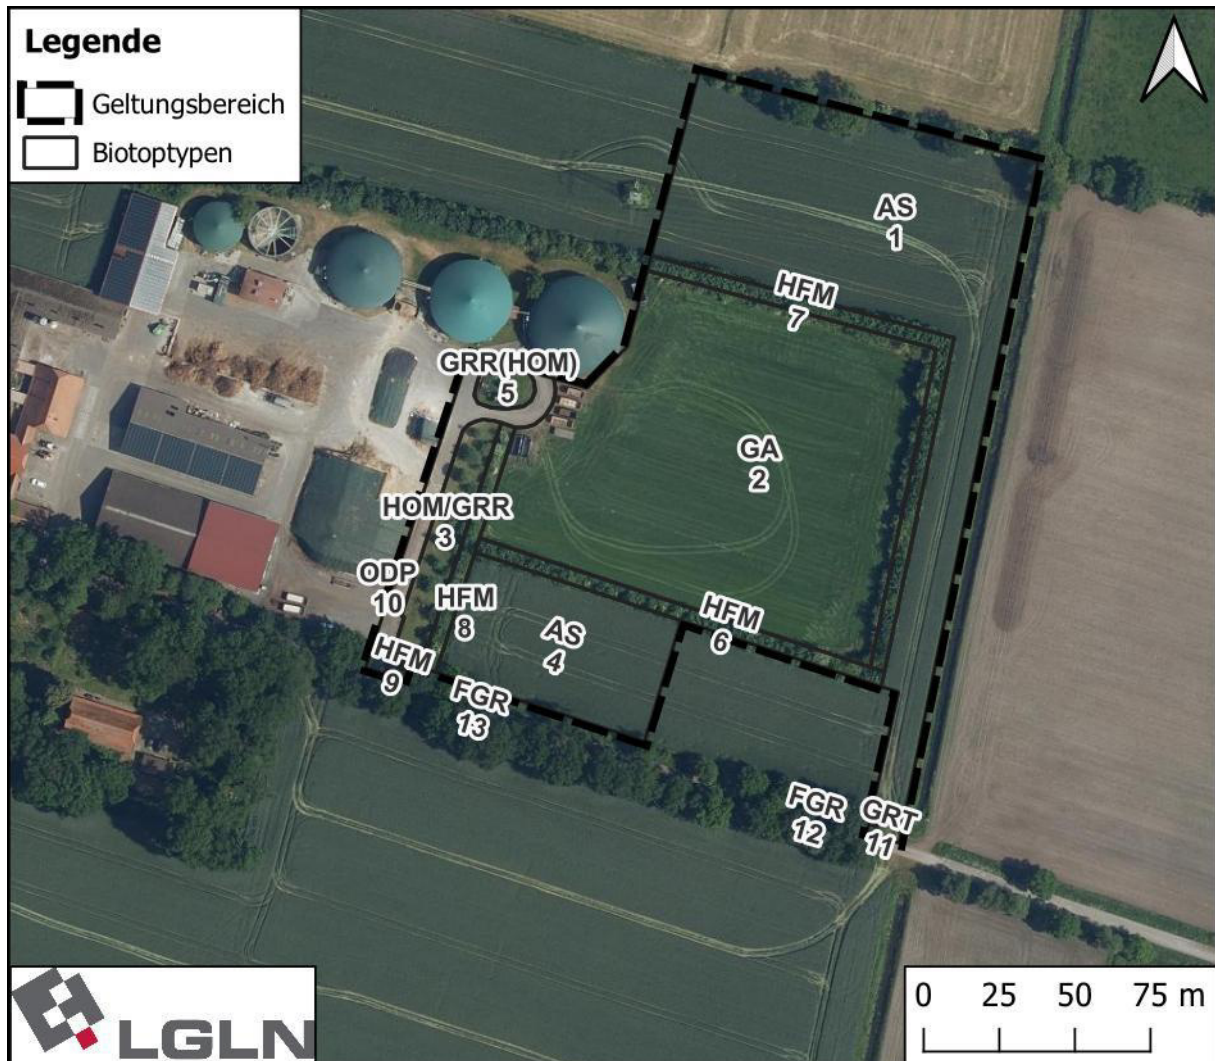 Legende
Geltungsbereich
Biotoptypen
AS
1
HFM
7
GRR(HOM)
5
GA
2
HOM/GRR
3
ODP
10
HFM
8
HFM
6
AS
4
HFM
9
FGR
13
FGR
12
GRT
11
LGLN
0 25 50 75 m